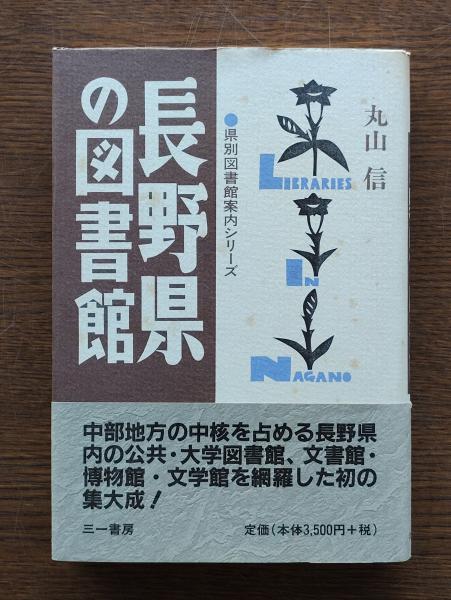 長野県
の図書館
●県別図書館案内シリーズ
丸山 信
LIBRARIES
IN
NAGANO
中部地方の中核を占める長野県
内の公共・大学図書館、文書館・
博物館・文学館を網羅した初の
集大成!
三一書房
定価(本体3,500円+税)